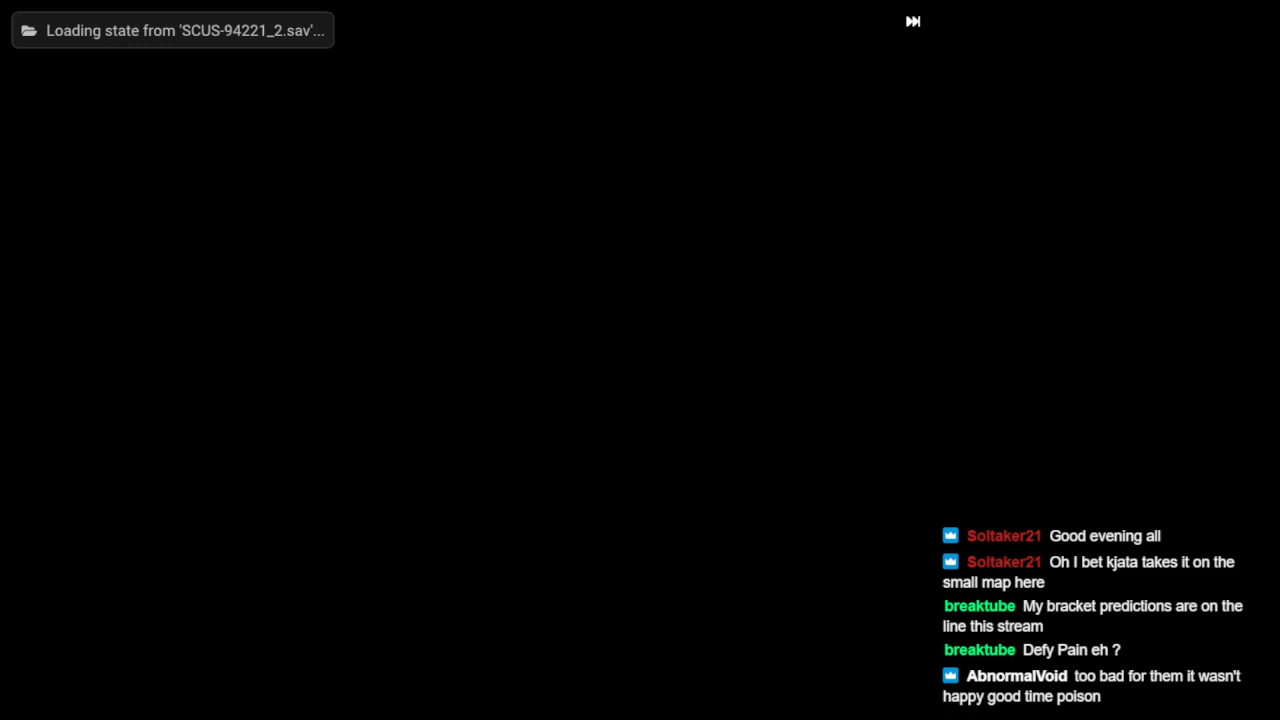 Loading state from 'SCUS-94221_2.sav'...
Soltaker21 Good evening all
Soltaker21 Oh I bet kjata takes it on the
small map here
breaktube My bracket predictions are on the
line this stream
breaktube Defy Pain eh ?
AbnormalVoid too bad for them it wasn't
happy good time poison